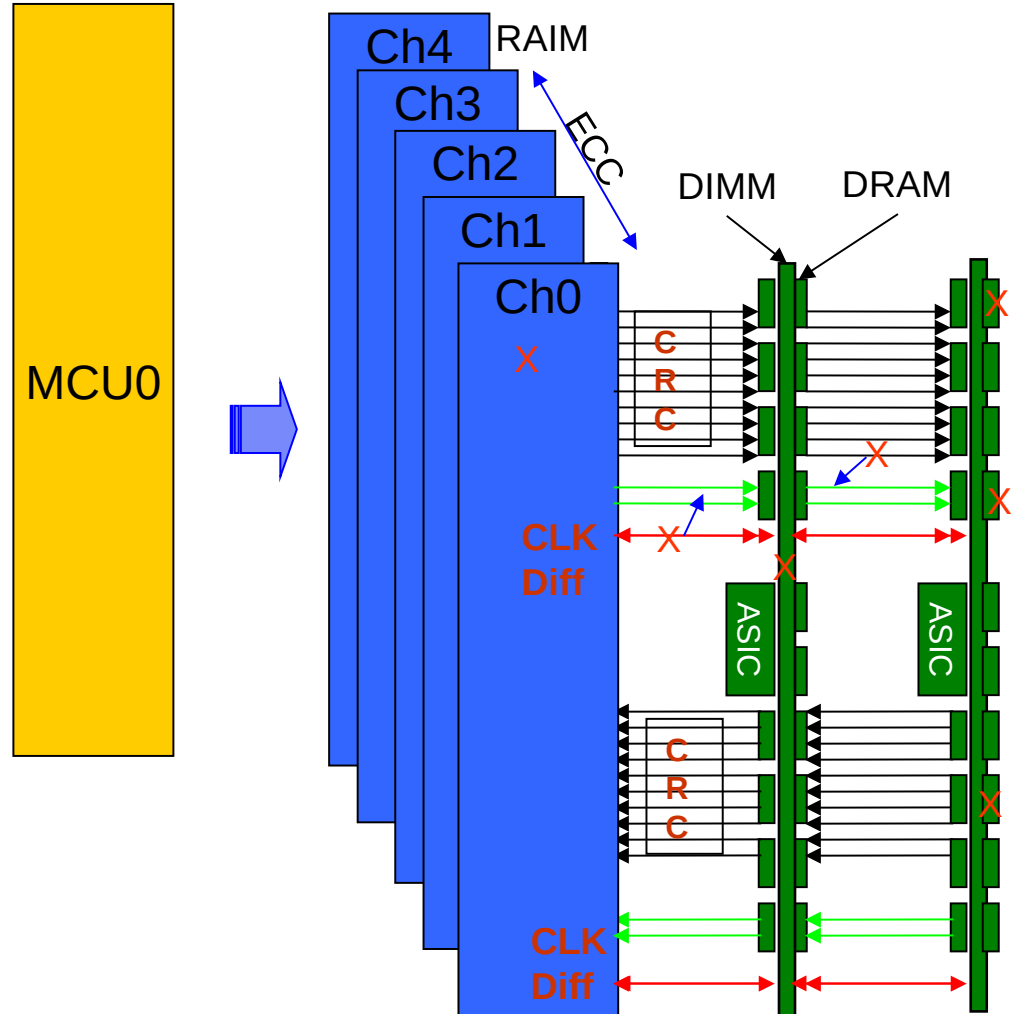 MCU0
Ch4
RAIM
Ch3
ECC
Ch2
DIMM
DRAM
Ch1
Ch0
X
X
C
R
C
X
X
CLK
X
Diff
X
ASIC
ASIC
C
R
C
X
CLK
Diff